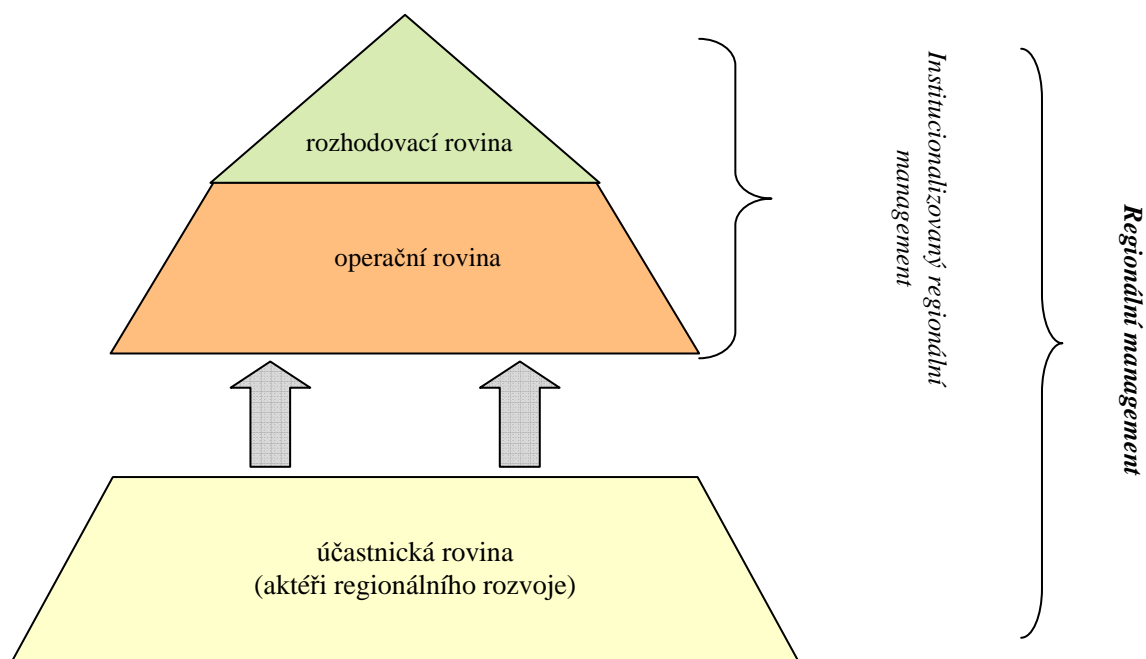 rozhodovací rovina
operační rovina
účastnická rovina
(aktéři regionálního rozvoje)
Institucionalizovaný regionální
management
Regionální management